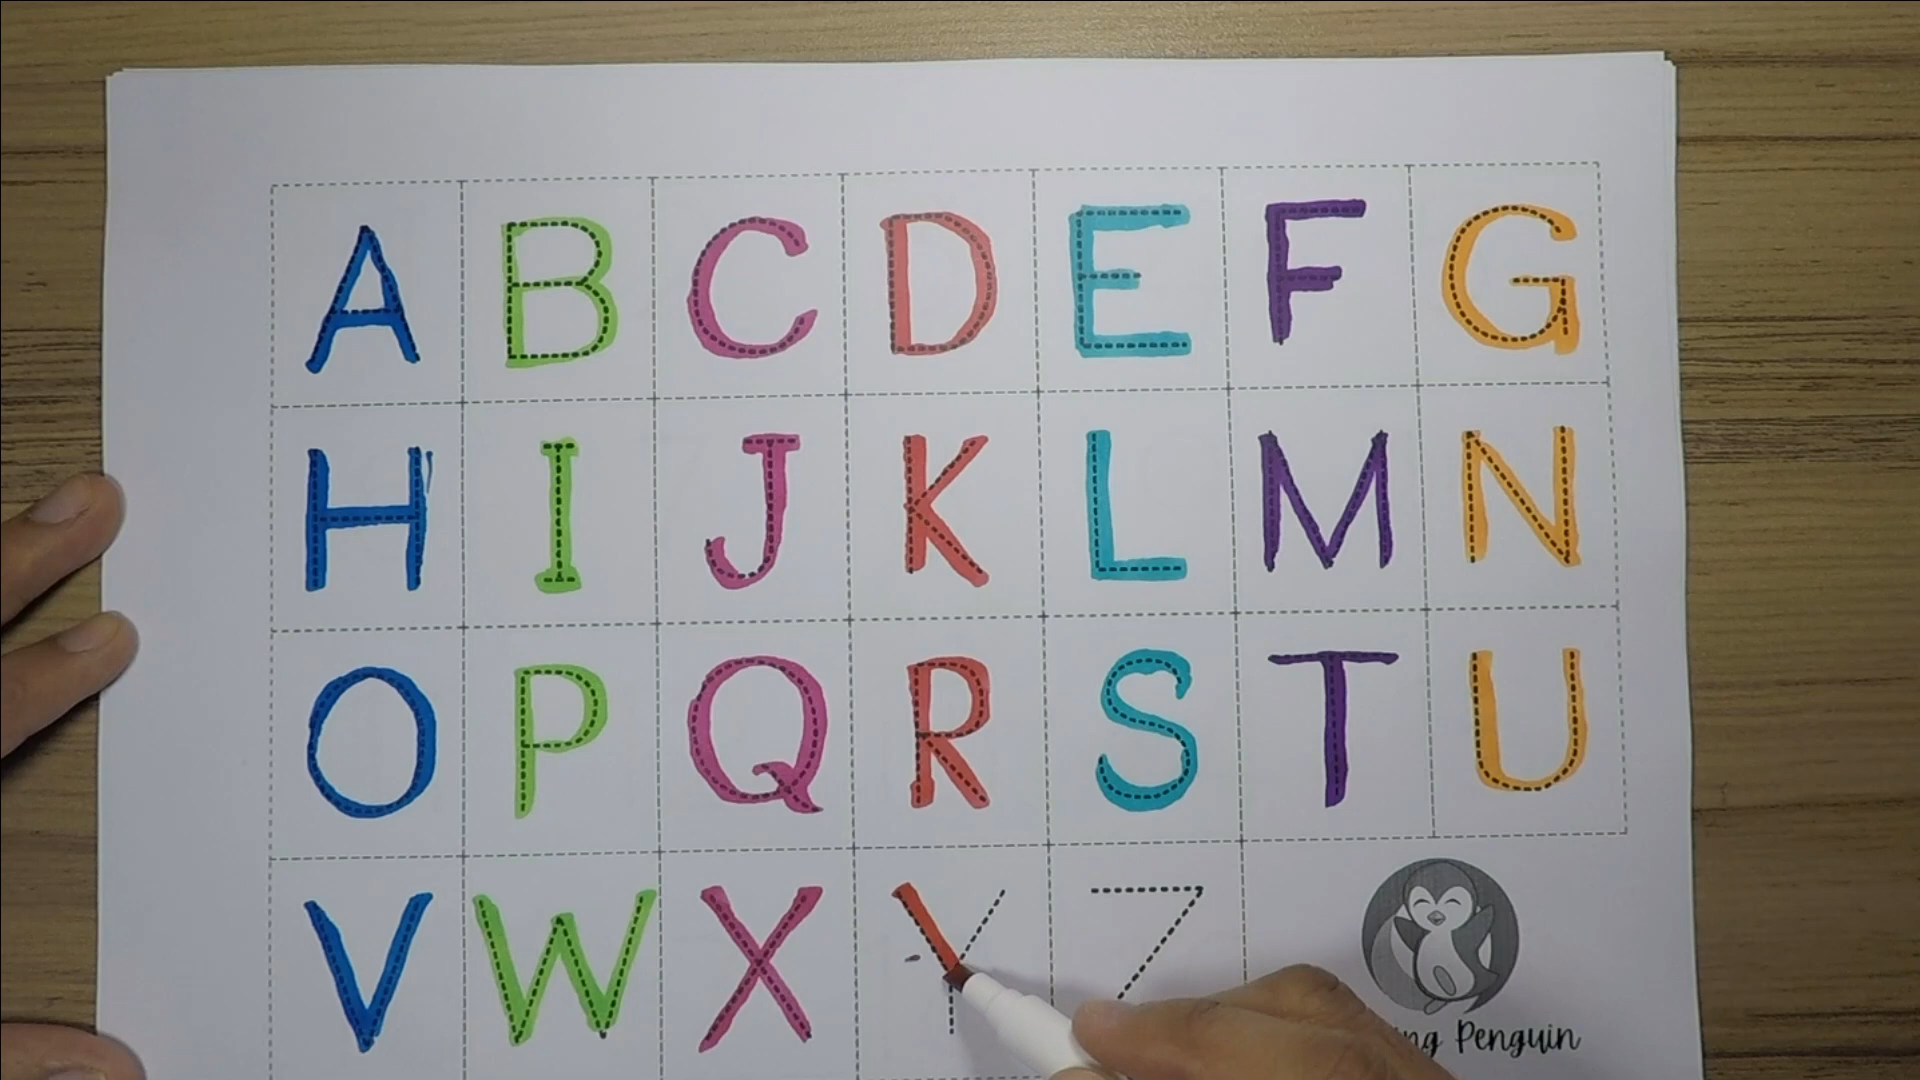 A B C D E F G
H I J K L M N
O P Q R S T U
V W X Y Z
Penguin